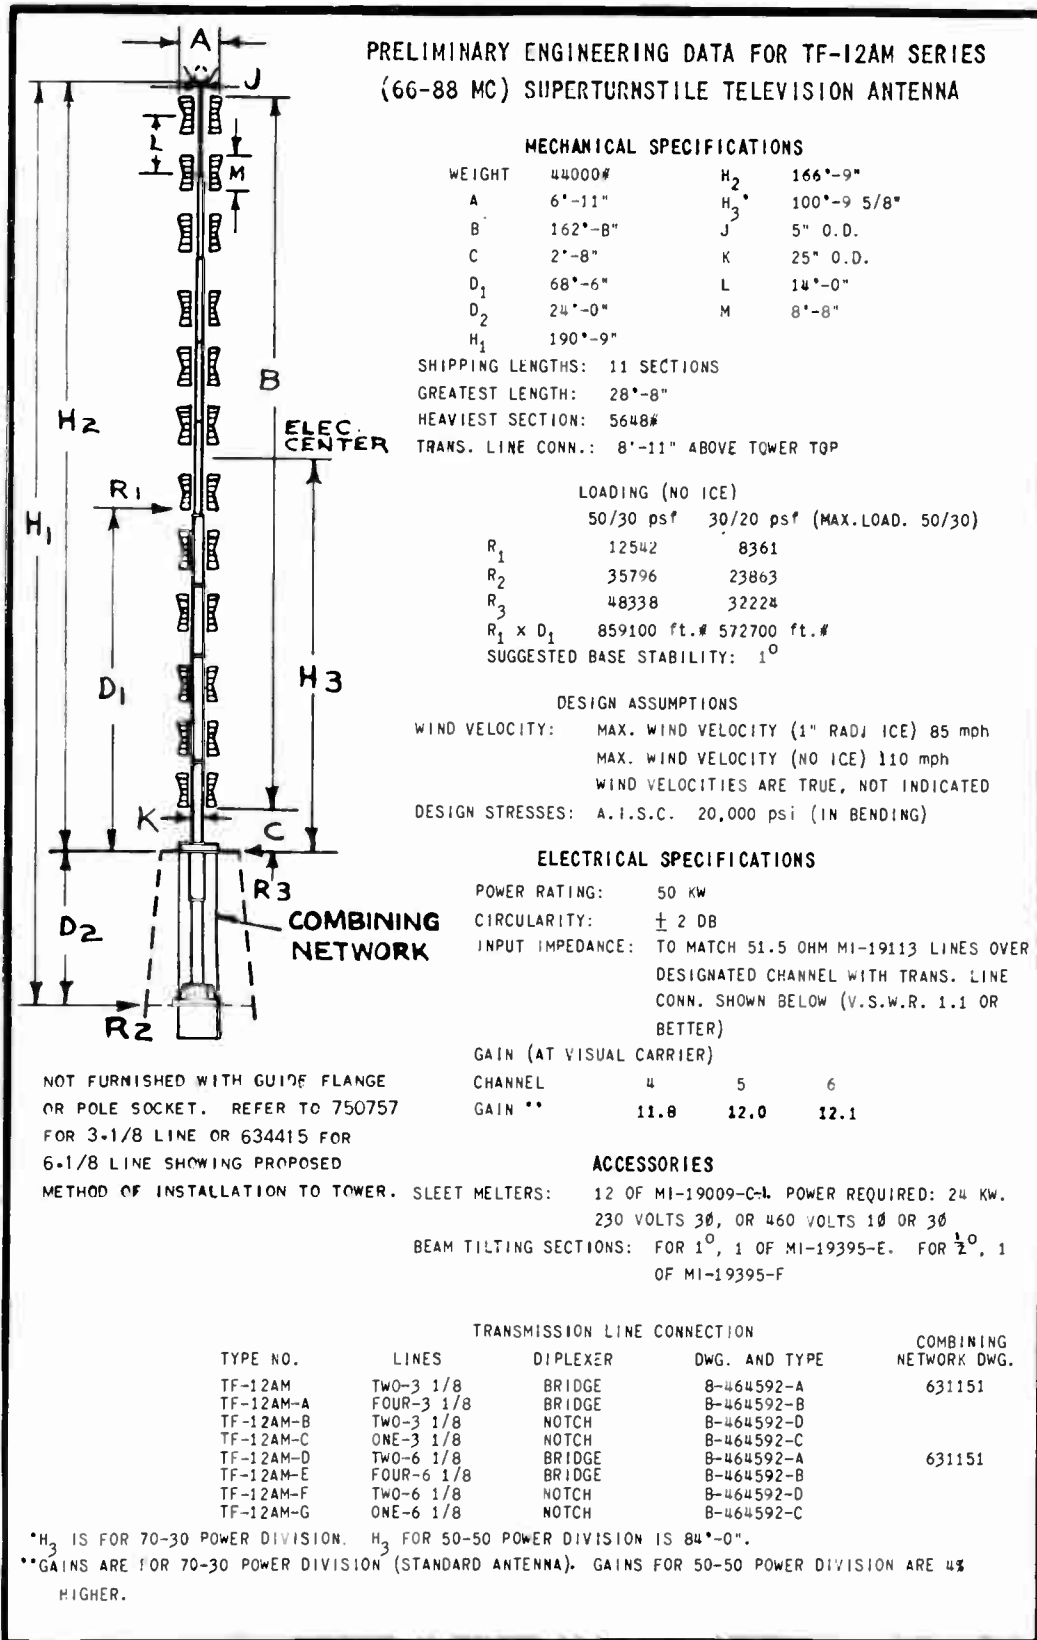 PRELIMINARY ENGINEERING DATA FOR TF-12AM SERIES
(66-88 MC) SUPERTURNSTILE TELEVISION ANTENNA
A
J
L
M
B
H2
ELEC.
CENTER
R1
H1
D1
H3
K
C
R3
D2
COMBINING
NETWORK
R2
MECHANICAL SPECIFICATIONS
WEIGHT 44000# H2 166'-9"
A 6'-11" H3* 100'-9 5/8"
B 162'-8" J 5" O.D.
C 2'-8" K 25" O.D.
D1 68'-6" L 14'-0"
D2 24'-0" M 8'-8"
H1 190'-9"
SHIPPING LENGTHS: 11 SECTIONS
GREATEST LENGTH: 28'-8"
HEAVIEST SECTION: 5648#
TRANS. LINE CONN.: 8'-11" ABOVE TOWER TOP
LOADING (NO ICE)
50/30 psf 30/20 psf (MAX.LOAD. 50/30)
R1 12542 8361
R2 35796 23863
R3 48338 32224
R1 x D1 859100 ft.# 572700 ft.#
SUGGESTED BASE STABILITY: 1°
DESIGN ASSUMPTIONS
WIND VELOCITY: MAX. WIND VELOCITY (1" RADJ ICE) 85 mph
MAX. WIND VELOCITY (NO ICE) 110 mph
WIND VELOCITIES ARE TRUE, NOT INDICATED
DESIGN STRESSES: A.I.S.C. 20,000 psi (IN BENDING)
ELECTRICAL SPECIFICATIONS
POWER RATING: 50 KW
CIRCULARITY: ± 2 DB
INPUT IMPEDANCE: TO MATCH 51.5 OHM MI-19113 LINES OVER
DESIGNATED CHANNEL WITH TRANS. LINE
CONN. SHOWN BELOW (V.S.W.R. 1.1 OR
BETTER)
GAIN (AT VISUAL CARRIER)
CHANNEL 4 5 6
GAIN ** 11.8 12.0 12.1
NOT FURNISHED WITH GUIDE FLANGE
OR POLE SOCKET. REFER TO 750757
FOR 3-1/8 LINE OR 634415 FOR
6-1/8 LINE SHOWING PROPOSED
METHOD OF INSTALLATION TO TOWER.
ACCESSORIES
SLEET MELTERS: 12 OF MI-19009-C-L POWER REQUIRED: 24 KW.
230 VOLTS 3Ø, OR 460 VOLTS 1Ø OR 3Ø
BEAM TILTING SECTIONS: FOR 1°, 1 OF MI-19395-E. FOR ½°, 1
OF MI-19395-F
TRANSMISSION LINE CONNECTION
TYPE NO. LINES DIPLEXER DWG. AND TYPE COMBINING NETWORK DWG.
TF-12AM TWO-3 1/8 BRIDGE 8-464592-A 631151
TF-12AM-A FOUR-3 1/8 BRIDGE B-464592-B
TF-12AM-B TWO-3 1/8 NOTCH B-464592-D
TF-12AM-C ONE-3 1/8 NOTCH B-464592-C
TF-12AM-D TWO-6 1/8 BRIDGE B-464592-A 631151
TF-12AM-E FOUR-6 1/8 BRIDGE B-464592-B
TF-12AM-F TWO-6 1/8 NOTCH B-464592-D
TF-12AM-G ONE-6 1/8 NOTCH B-464592-C
*H3 IS FOR 70-30 POWER DIVISION. H3 FOR 50-50 POWER DIVISION IS 84'-0".
**GAINS ARE FOR 70-30 POWER DIVISION (STANDARD ANTENNA). GAINS FOR 50-50 POWER DIVISION ARE 4%
HIGHER.